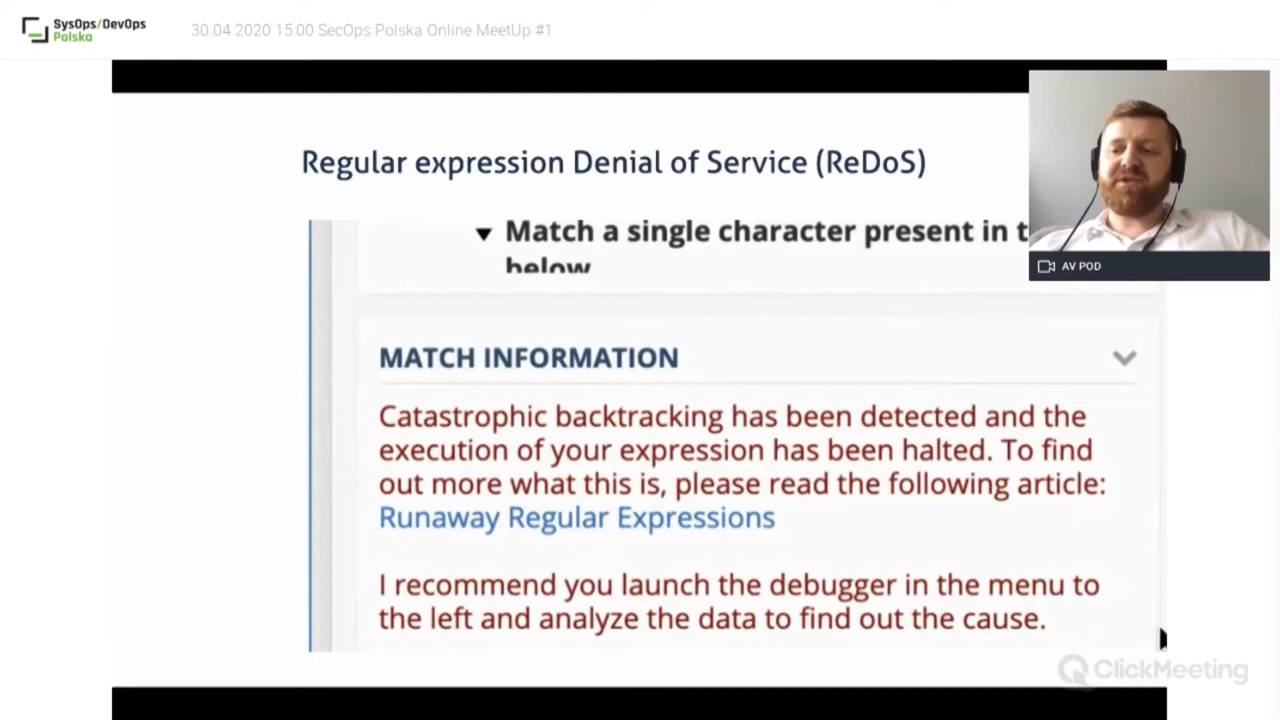 SysOps/DevOps
Polska
30.04.2020 15:00 SecOps Polska Online MeetUp #1
Regular expression Denial of Service (ReDoS)
Match a single character present in t
below
AV POD
MATCH INFORMATION
Catastrophic backtracking has been detected and the
execution of your expression has been halted. To find
out more what this is, please read the following article:
Runaway Regular Expressions
I recommend you launch the debugger in the menu to
the left and analyze the data to find out the cause.
ClickMeeting